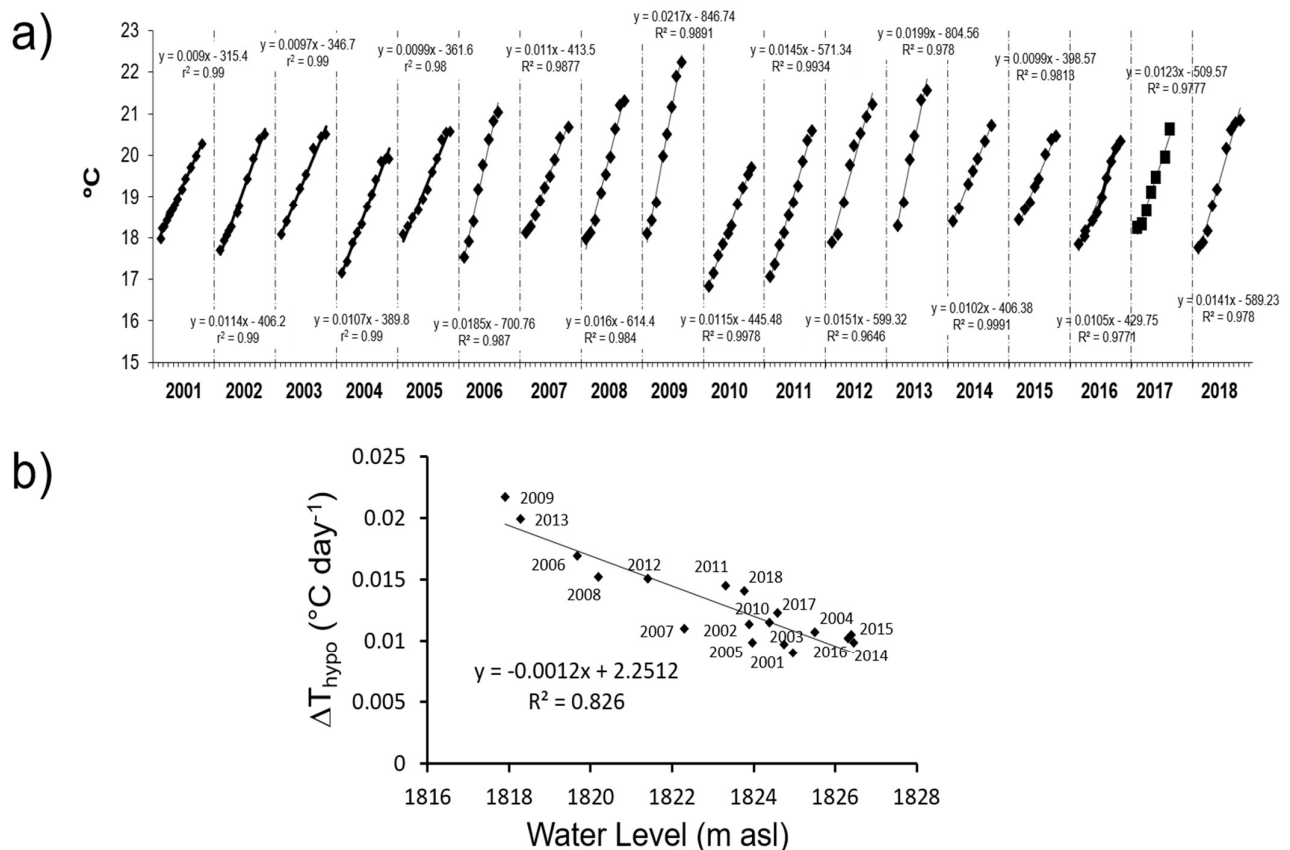 a)
y = 0.0217x - 846.74
R² = 0.9891
y = 0.009x - 315.4
r² = 0.99
y = 0.0097x - 346.7
r² = 0.99
y = 0.0099x - 361.6
r² = 0.98
y = 0.011x - 413.5
R² = 0.9877
y = 0.0145x - 571.34
R² = 0.9934
y = 0.0199x - 804.56
R² = 0.978
y = 0.0099x - 398.57
R² = 0.9813
y = 0.0123x - 509.57
R² = 0.9777
23
22
21
20
19
18
17
16
15
ºC
y = 0.0114x - 406.2
r² = 0.99
y = 0.0107x - 389.8
r² = 0.99
y = 0.0185x - 700.76
R² = 0.987
y = 0.016x - 614.4
R² = 0.984
y = 0.0115x - 445.48
R² = 0.9978
y = 0.0151x - 599.32
R² = 0.9646
y = 0.0102x - 406.38
R² = 0.9991
y = 0.0105x - 429.75
R² = 0.9771
y = 0.0141x - 589.23
R² = 0.978
2001 2002 2003 2004 2005 2006 2007 2008 2009 2010 2011 2012 2013 2014 2015 2016 2017 2018
b)
0.025
0.02
0.015
0.01
0.005
0
ΔThypo (°C day-1)
2009
2013
2006
2008
2012
2007
2011
2018
2010
2017
2002
2003
2004
2015
2005
2001
2016
2014
y = -0.0012x + 2.2512
R² = 0.826
1816 1818 1820 1822 1824 1826 1828
Water Level (m asl)